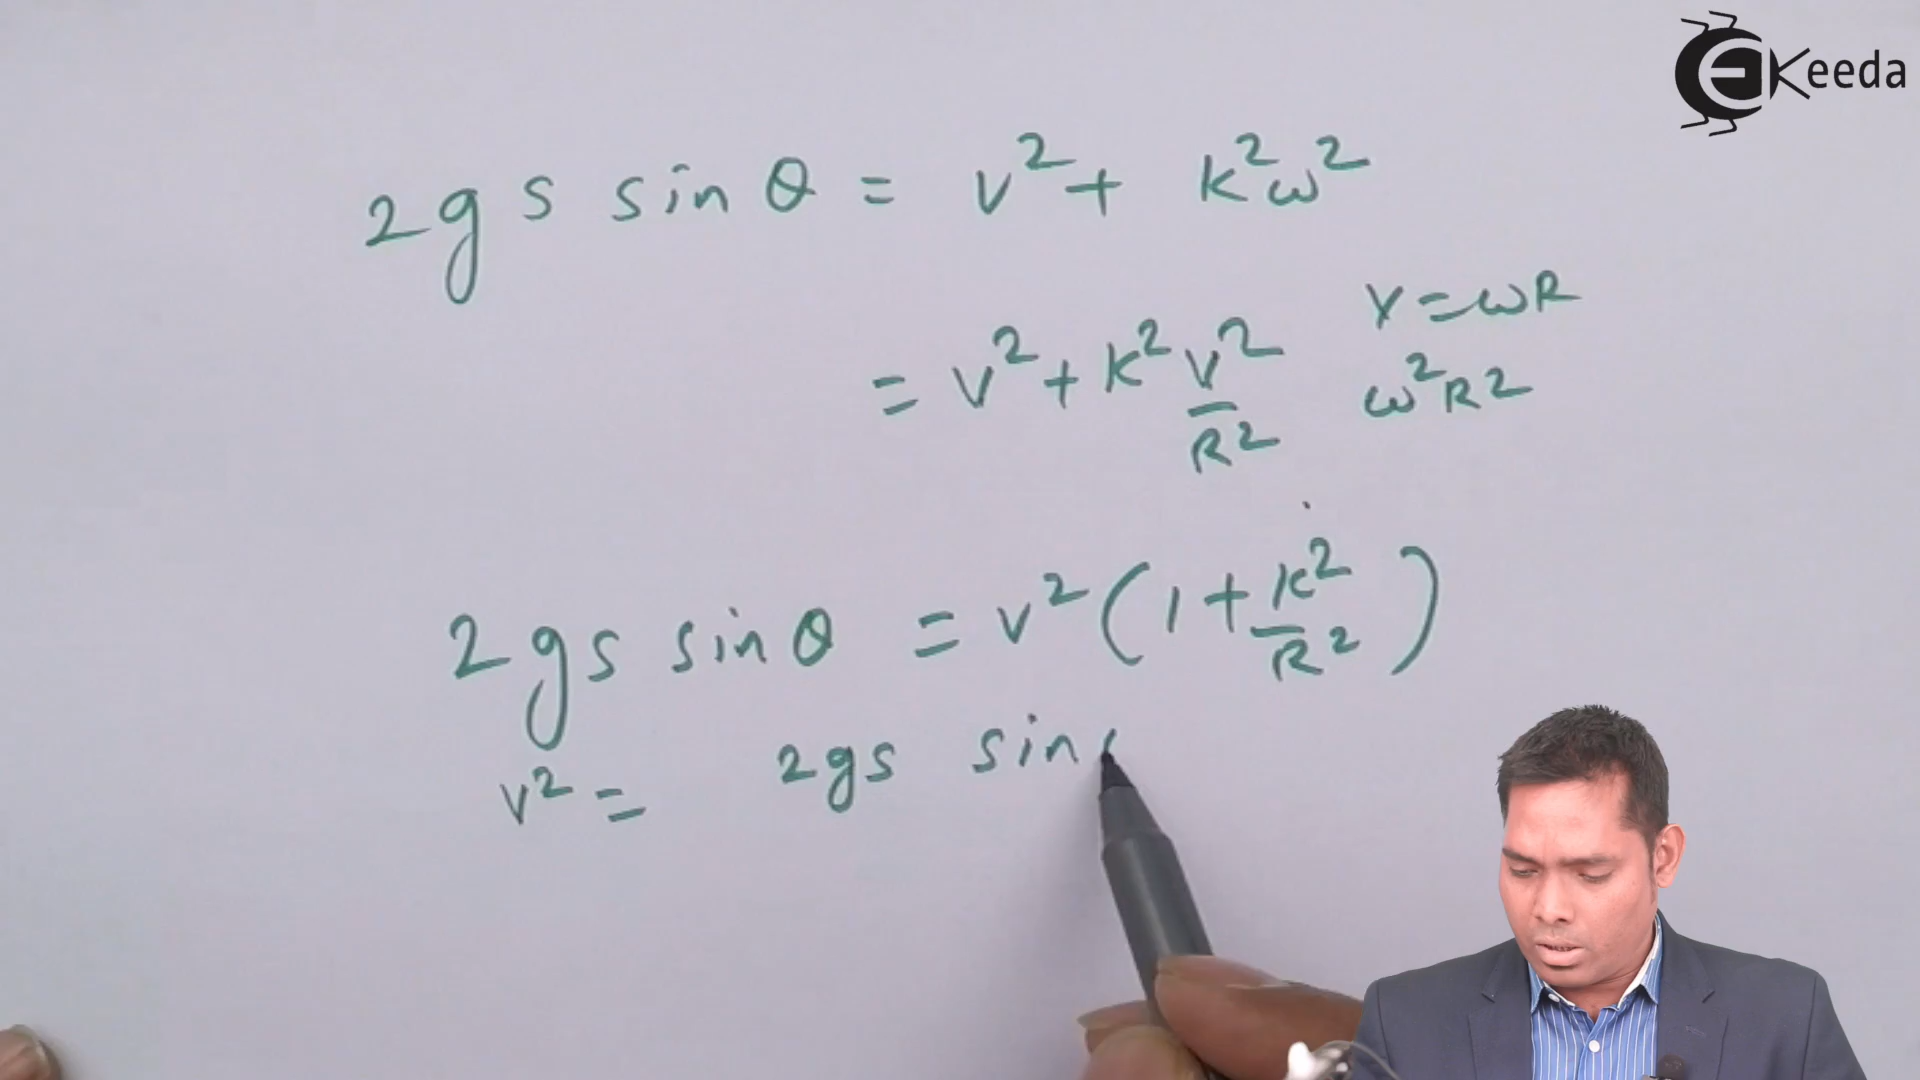 EKeeda
2gs sin θ = v² + k²ω²
= v² + k² v²/R²
v = ωR
ω²R²
2gs sin θ = v² (1 + k²/R²)
v² = 2gs sin